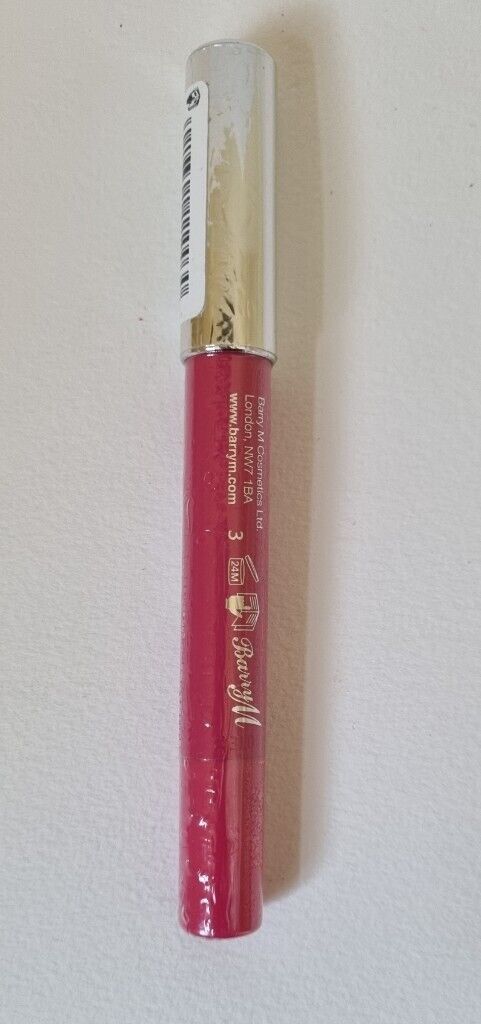 Barry M Cosmetics Ltd.
London, NW7 1BA
www.barrym.com
3
24M
Barry M